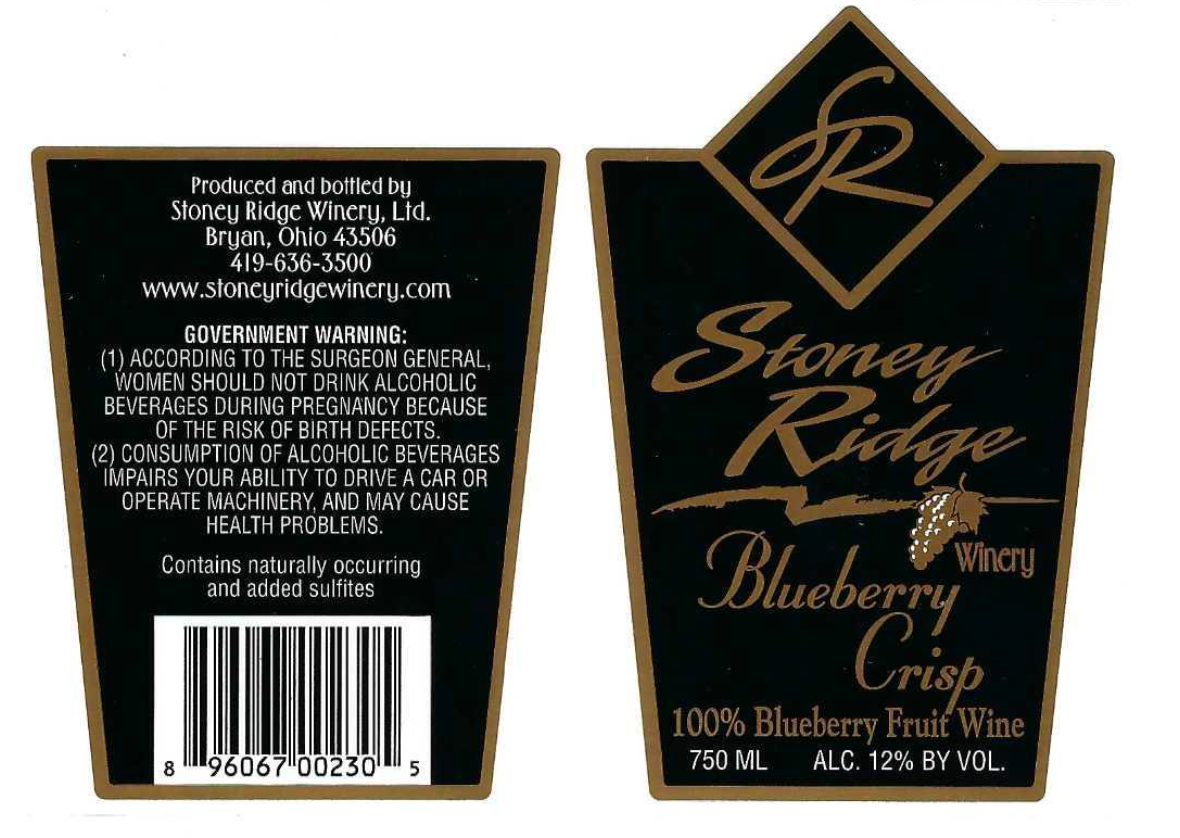 Produced and bottled by
Stoney Ridge Winery, Ltd.
Bryan, Ohio 43506
419-636-3500
www.stoneyridgewinery.com
GOVERNMENT WARNING:
(1) ACCORDING TO THE SURGEON GENERAL,
WOMEN SHOULD NOT DRINK ALCOHOLIC
BEVERAGES DURING PREGNANCY BECAUSE
OF THE RISK OF BIRTH DEFECTS.
(2) CONSUMPTION OF ALCOHOLIC BEVERAGES
IMPAIRS YOUR ABILITY TO DRIVE A CAR OR
OPERATE MACHINERY, AND MAY CAUSE
HEALTH PROBLEMS.
Contains naturally occurring
and added sulfites
8 96067 00230 5
SR
Stoney
Ridge
Winery
Blueberry
Crisp
100% Blueberry Fruit Wine
750 ML ALC. 12% BY VOL.